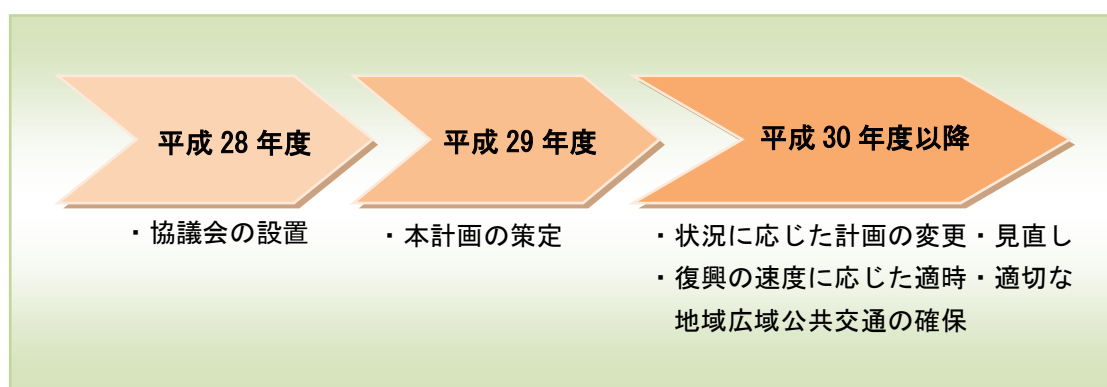 平成 28 年度
平成 29 年度
平成 30 年度以降
・協議会の設置
・本計画の策定
・状況に応じた計画の変更・見直し
・復興の速度に応じた適時・適切な
地域広域公共交通の確保